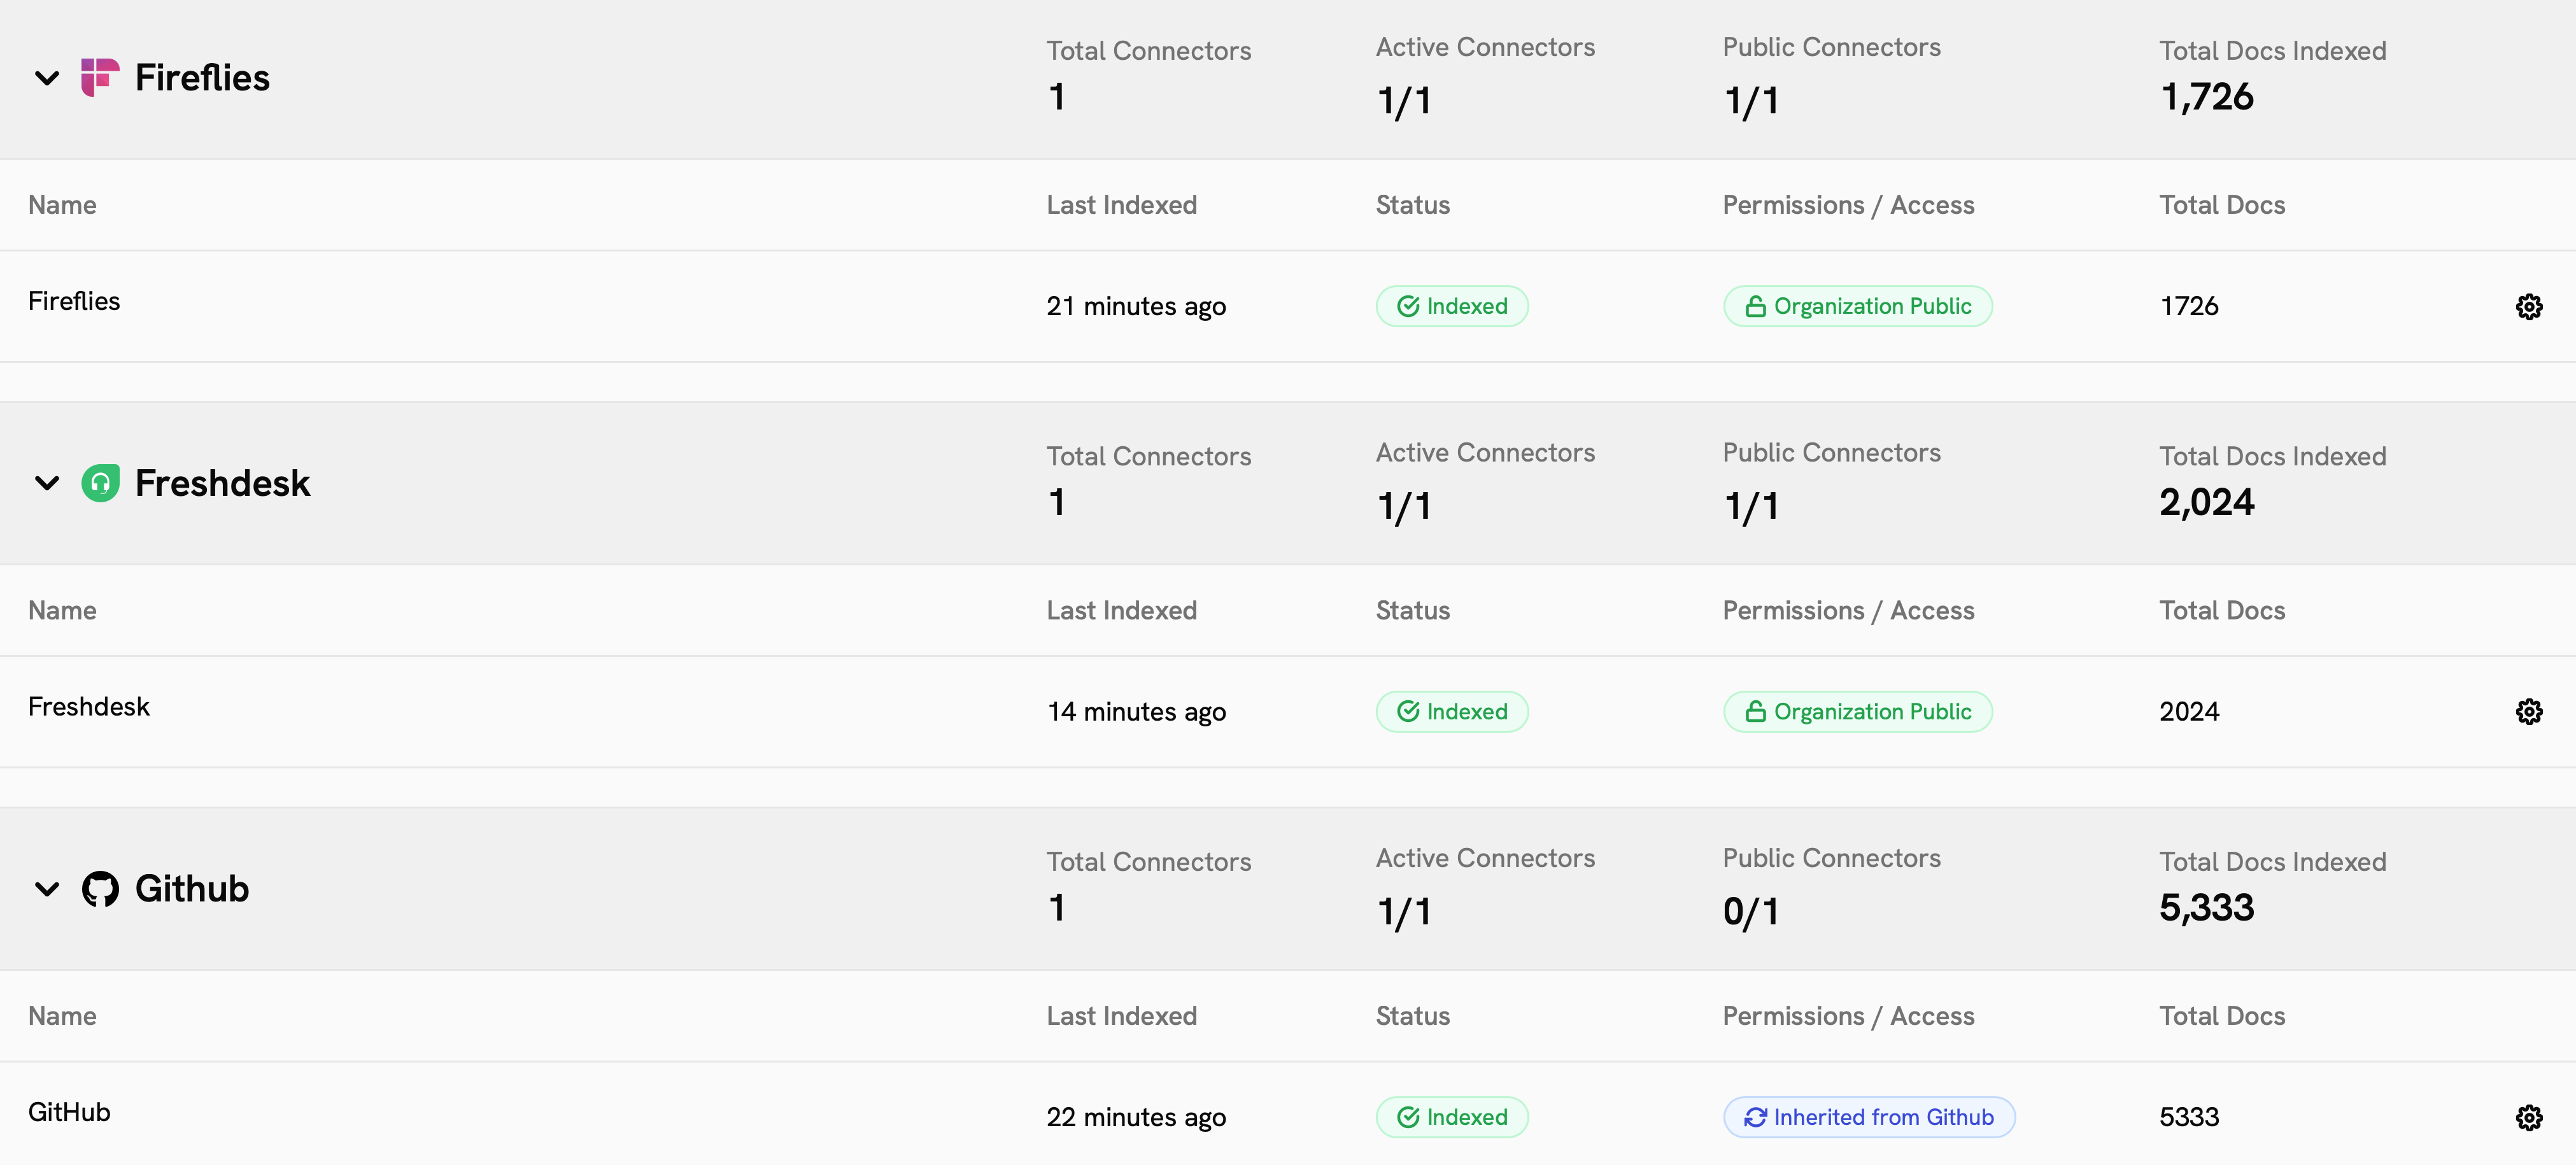 Fireflies Total Connectors Active Connectors Public Connectors Total Docs Indexed
1 1/1 1/1 1,726
Name Last Indexed Status Permissions / Access Total Docs
Fireflies 21 minutes ago Indexed Organization Public 1726
Freshdesk Total Connectors Active Connectors Public Connectors Total Docs Indexed
1 1/1 1/1 2,024
Name Last Indexed Status Permissions / Access Total Docs
Freshdesk 14 minutes ago Indexed Organization Public 2024
Github Total Connectors Active Connectors Public Connectors Total Docs Indexed
1 1/1 0/1 5,333
Name Last Indexed Status Permissions / Access Total Docs
GitHub 22 minutes ago Indexed Inherited from Github 5333